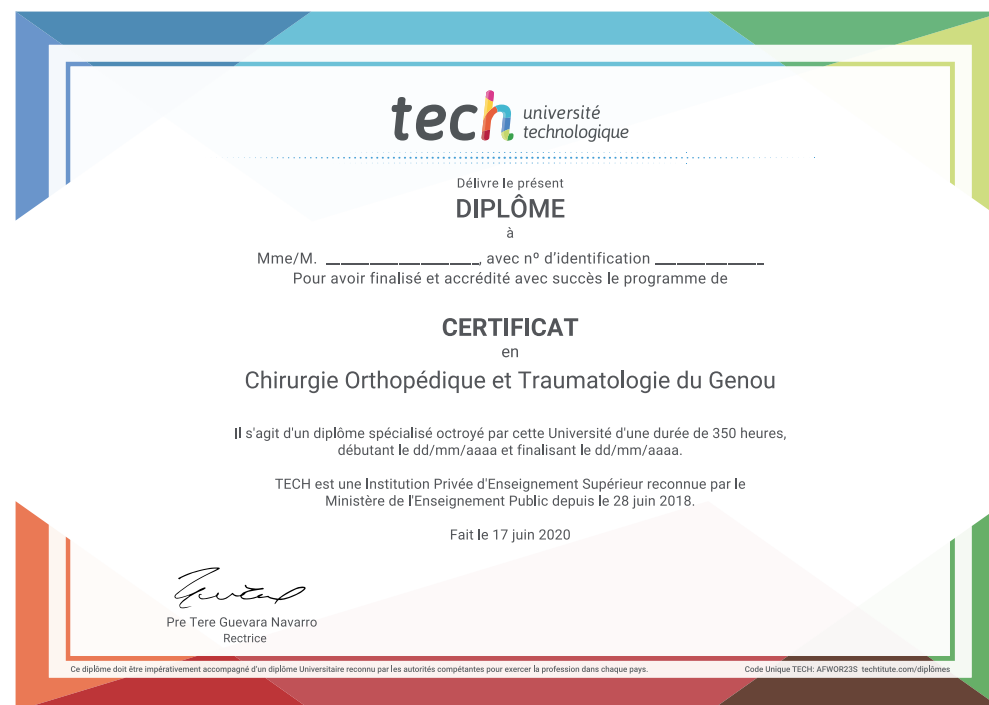 tech université
technologique
Délivre le présent
DIPLÔME
à
Mme/M. ____________________, avec nº d'identification ______________
Pour avoir finalisé et accrédité avec succès le programme de
CERTIFICAT
en
Chirurgie Orthopédique et Traumatologie du Genou
Il s'agit d'un diplôme spécialisé octroyé par cette Université d'une durée de 350 heures,
débutant le dd/mm/aaaa et finalisant le dd/mm/aaaa.
TECH est une Institution Privée d'Enseignement Supérieur reconnue par le
Ministère de l'Enseignement Public depuis le 28 juin 2018.
Fait le 17 juin 2020
Pre Tere Guevara Navarro
Rectrice
Ce diplôme doit être impérativement accompagné d'un diplôme Universitaire reconnu par les autorités compétantes pour exercer la profession dans chaque pays.
Code Unique TECH: AFWOR23S techtitute.com/diplômes